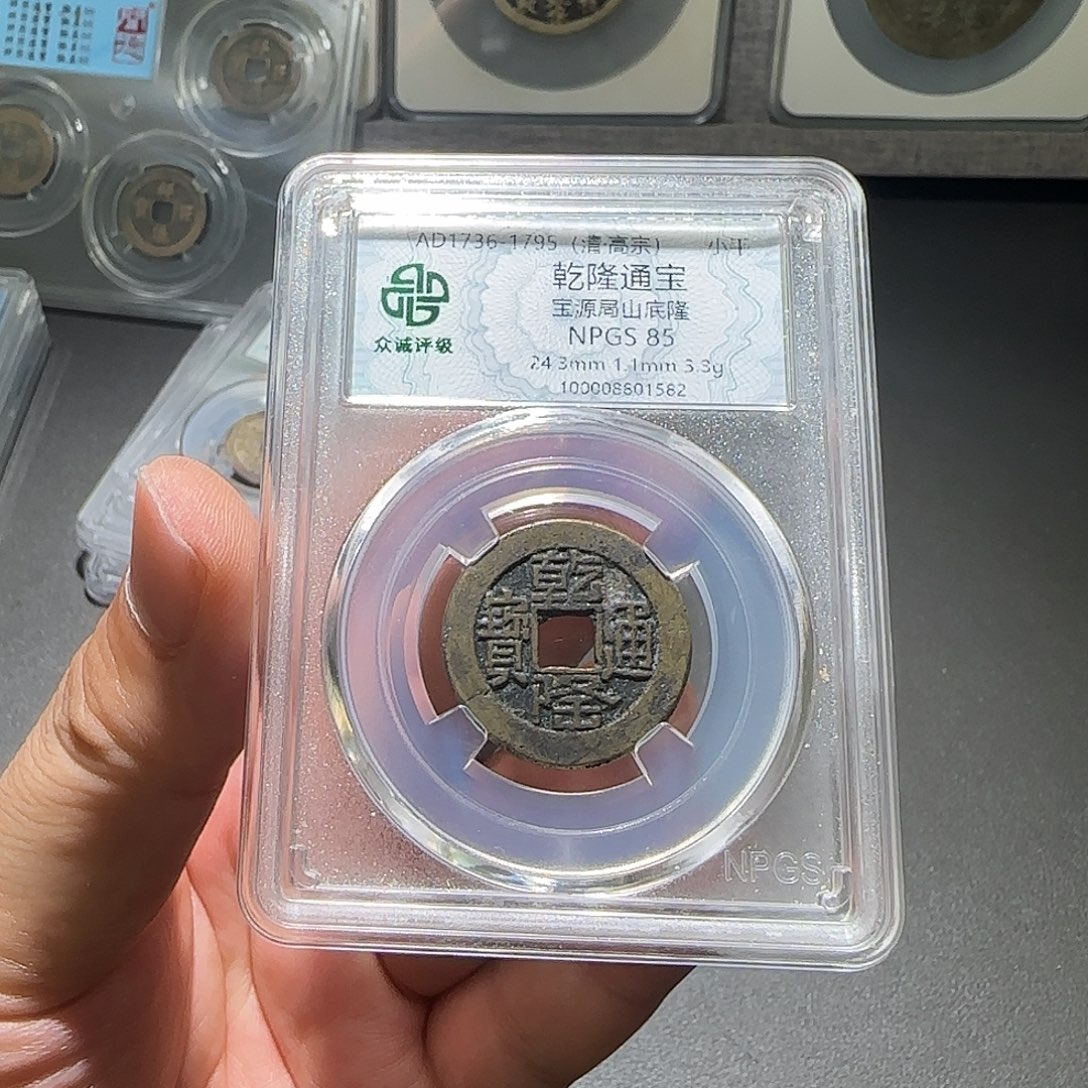 AD1736-1795 (清·高宗) 小平
乾隆通宝
宝源局山底隆
NPGS 85
24.3mm 1.1mm 3.3g
100008801582
众诚评级
乾隆通寳
NPGS